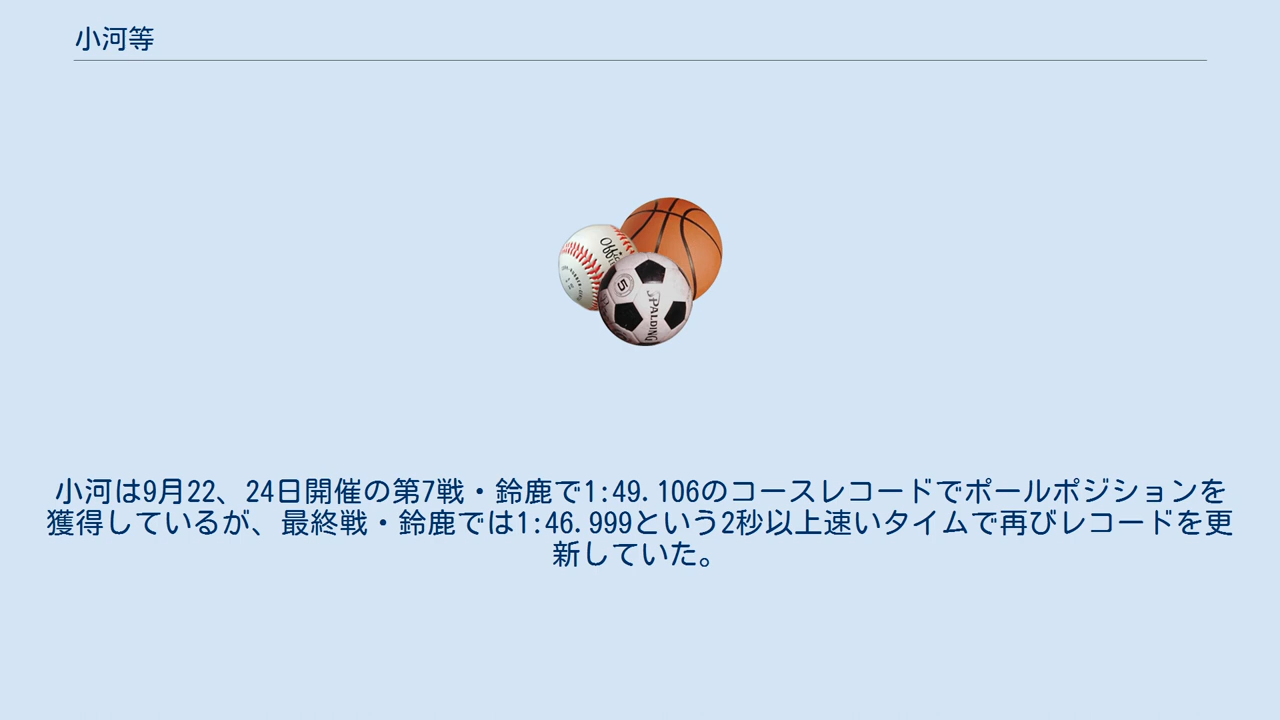 小河等
Offici
5
SPALDING
小河は9月22、24日開催の第7戦・鈴鹿で1:49.106のコースレコードでポールポジションを
獲得しているが、最終戦・鈴鹿では1:46.999という2秒以上速いタイムで再びレコードを更
新していた。